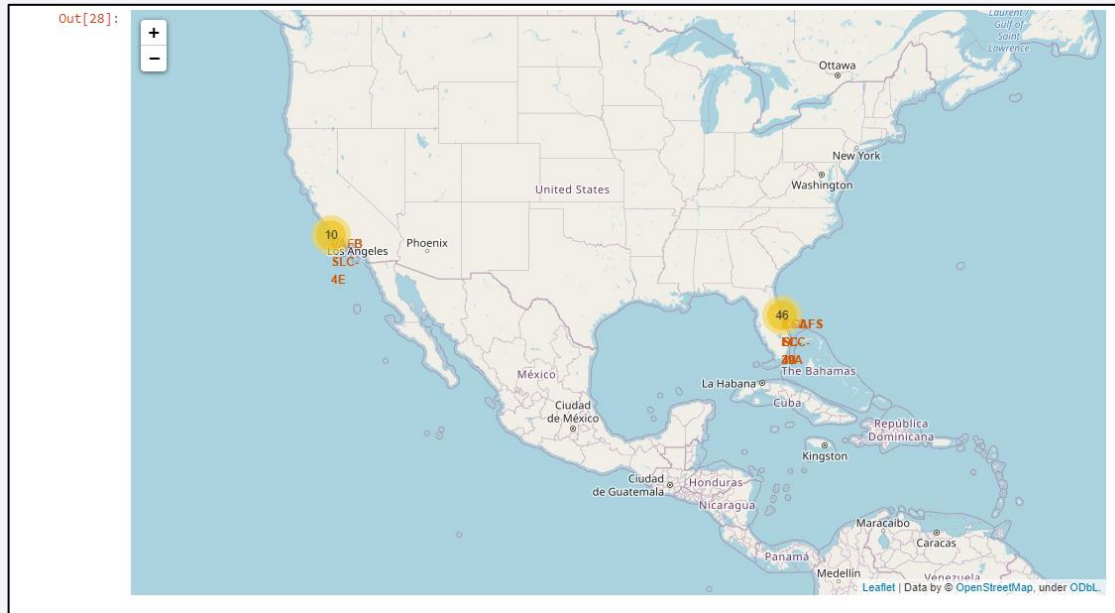 Out[28]:
+
−
Laurent /
Gulf of
Saint
Lawrence
Ottawa
New York
Washington
United States
10
Los Angeles
SLC-
4E
Phoenix
46
The Bahamas
México
La Habana
Cuba
Ciudad
de México
República
Dominicana
Kingston
Ciudad
de Guatemala
Honduras
Nicaragua
Maracaibo
Caracas
Panamá
Medellín
Venezuela
Leaflet | Data by © OpenStreetMap, under ODbL.